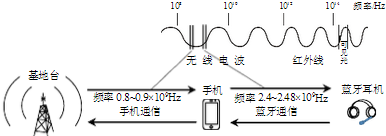 10⁶ 10¹⁰ 10¹² 10¹⁴ 频率/Hz
无线电波 红外线 可见光
基地台 手机 蓝牙耳机
频率 0.8~0.9×10⁹Hz 频率 2.4~2.48×10⁹Hz
手机通信 蓝牙通信